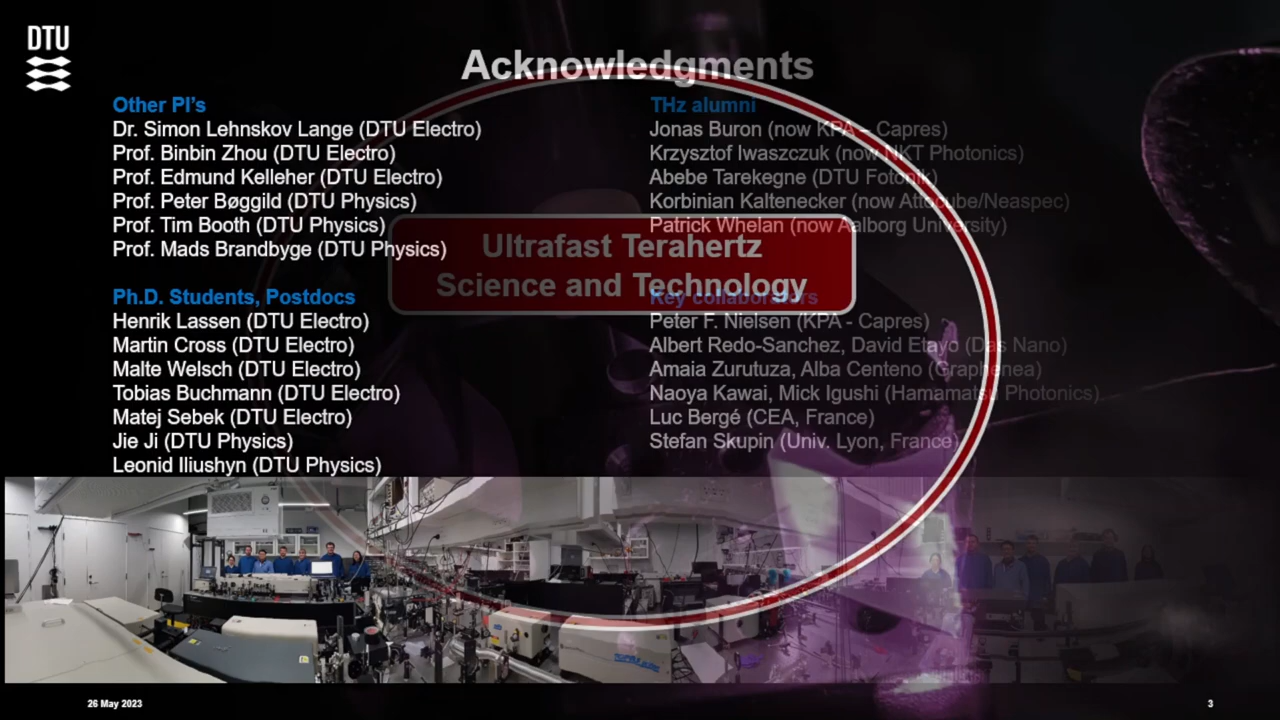 DTU
Acknowledgments
Other PI's
Dr. Simon Lehnskov Lange (DTU Electro)
Prof. Binbin Zhou (DTU Electro)
Prof. Edmund Kelleher (DTU Electro)
Prof. Peter Bøggild (DTU Physics)
Prof. Tim Booth (DTU Physics)
Prof. Mads Brandbyge (DTU Physics)
Ph.D. Students, Postdocs
Henrik Lassen (DTU Electro)
Martin Cross (DTU Electro)
Malte Welsch (DTU Electro)
Tobias Buchmann (DTU Electro)
Matej Sebek (DTU Electro)
Jie Ji (DTU Physics)
Leonid Iliushyn (DTU Physics)
THz alumni
Jonas Buron (now KPA – Capres)
Krzysztof Iwaszczuk (now NKT Photonics)
Abebe Tarekegne (DTU Fotonik)
Korbinian Kaltenecker (now Attocube/Neaspec)
Patrick Whelan (now Aalborg University)
Ultrafast Terahertz
Science and Technology
Key collaborators
Peter F. Nielsen (KPA - Capres)
Albert Redo-Sanchez, David Etayo (Das Nano)
Amaia Zurutuza, Alba Centeno (Graphenea)
Naoya Kawai, Mick Igushi (Hamamatsu Photonics)
Luc Bergé (CEA, France)
Stefan Skupin (Univ. Lyon, France)
26 May 2023
3